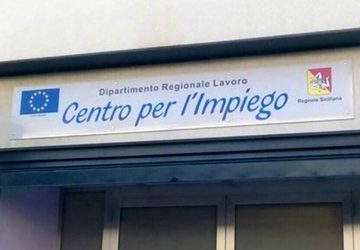 Dipartimento Regionale Lavoro
Centro per l'Impiego
Regione Siciliana